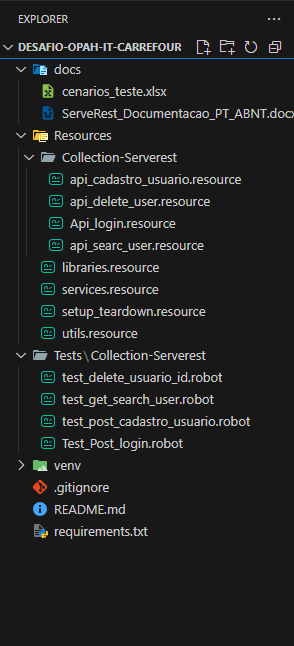 EXPLORER
DESAFIO-OPAH-IT-CARREFOUR
docs
cenarios_teste.xlsx
ServeRest_Documentacao_PT_ABNT.docx
Resources
Collection-Serverest
api_cadastro_usuario.resource
api_delete_user.resource
Api_login.resource
api_searc_user.resource
libraries.resource
services.resource
setup_teardown.resource
utils.resource
Tests\Collection-Serverest
test_delete_usuario_id.robot
test_get_search_user.robot
test_post_cadastro_usuario.robot
Test_Post_login.robot
venv
.gitignore
README.md
requirements.txt